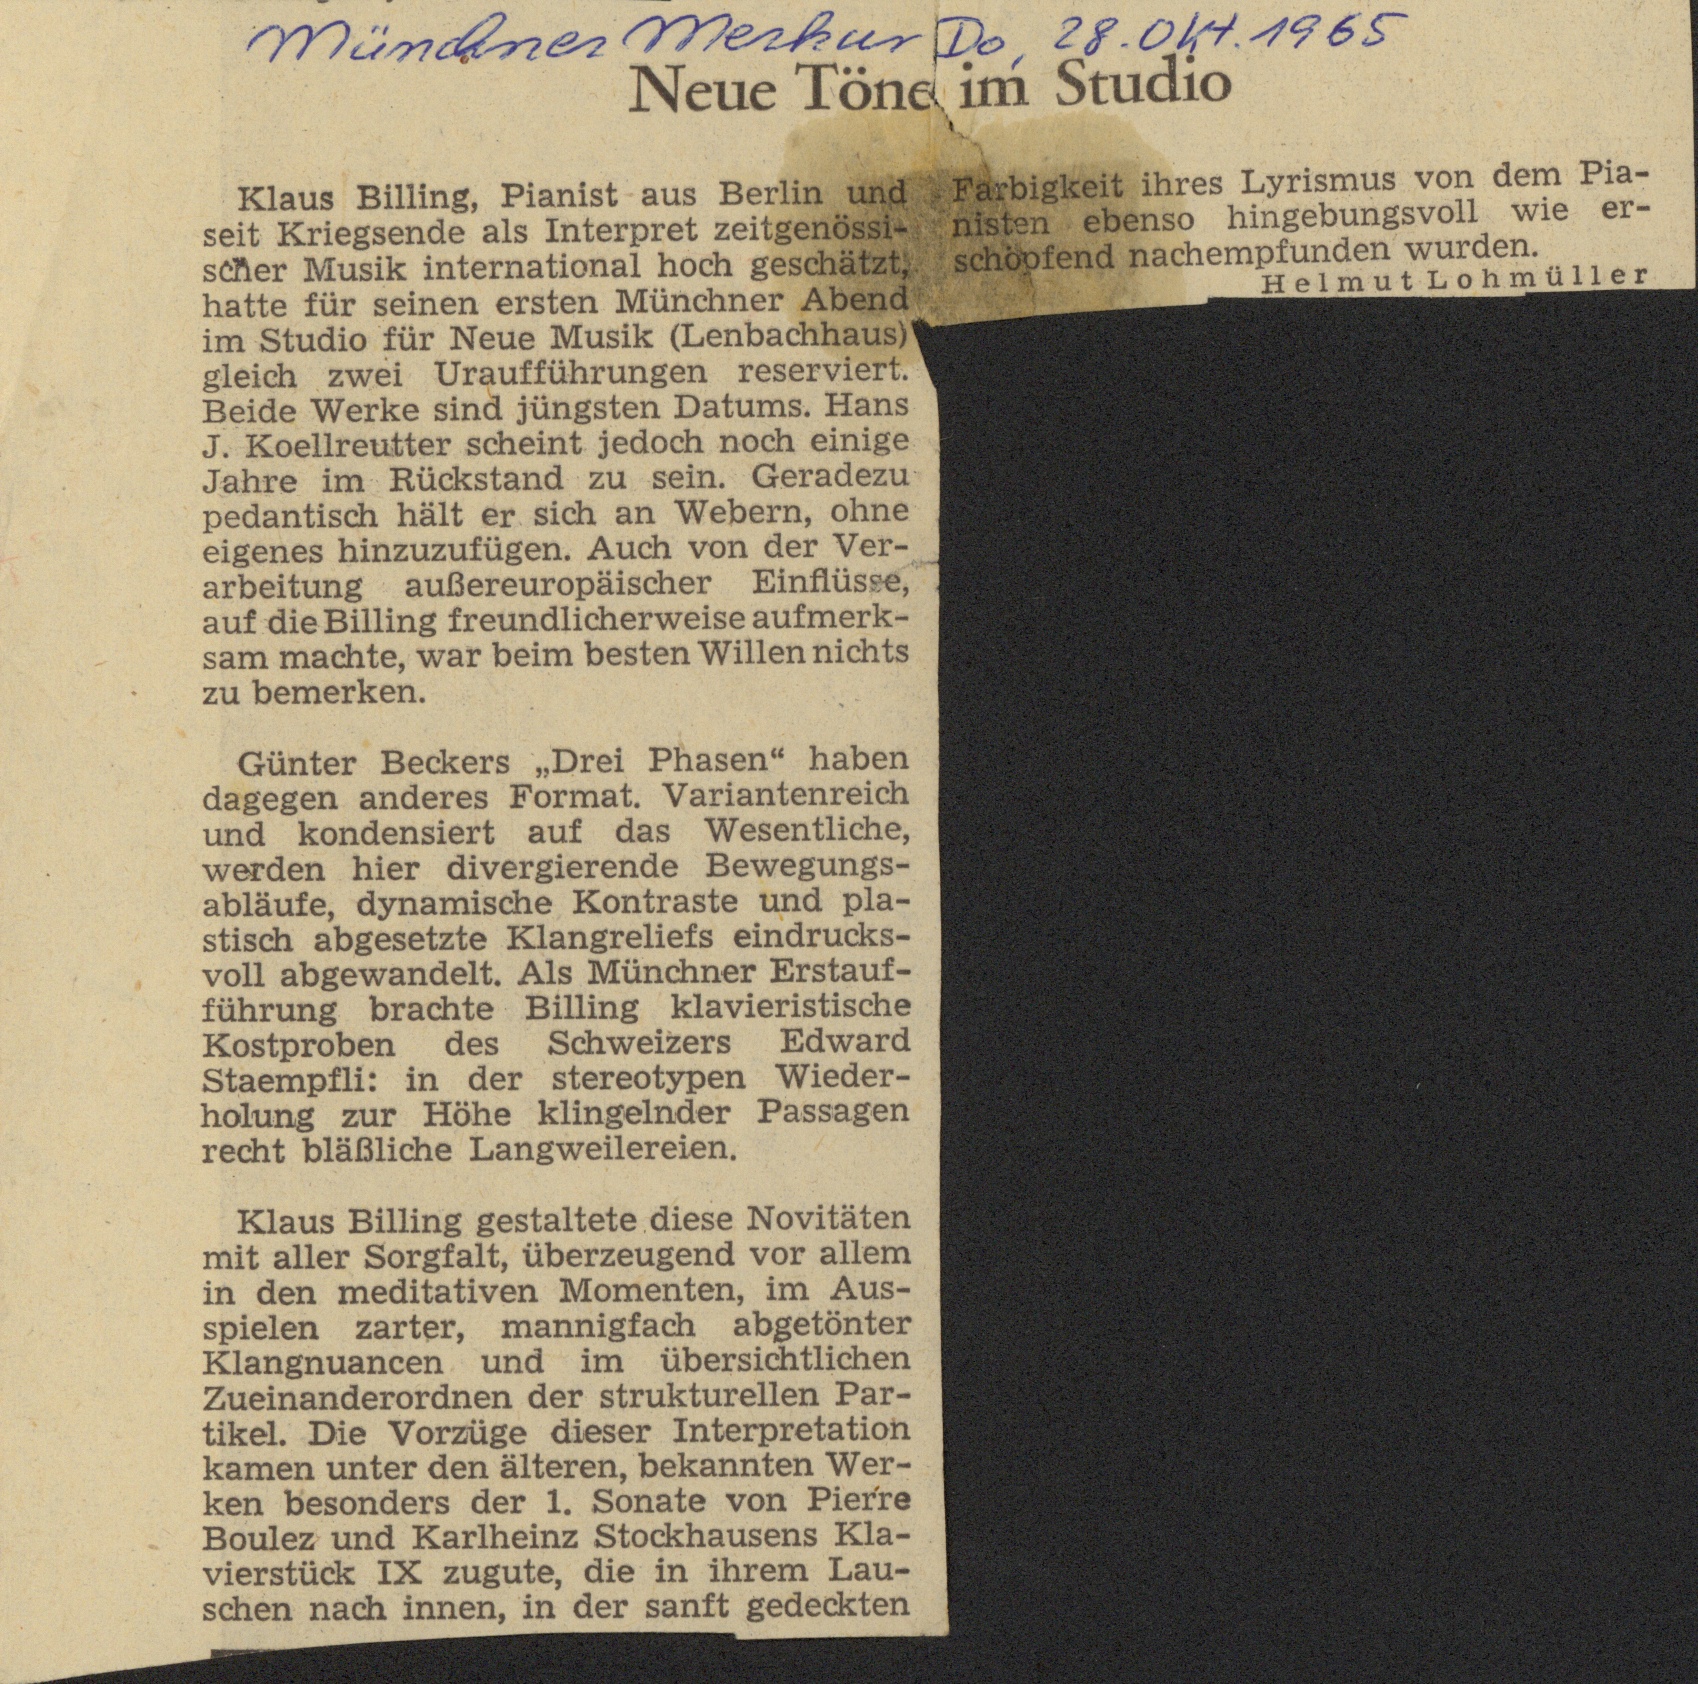 Münchner Merkur Do, 28. Okt. 1965
Neue Töne im Studio
Klaus Billing, Pianist aus Berlin und
seit Kriegsende als Interpret zeitgenössi-
scher Musik international hoch geschätzt,
hatte für seinen ersten Münchner Abend
im Studio für Neue Musik (Lenbachhaus)
gleich zwei Uraufführungen reserviert.
Beide Werke sind jüngsten Datums. Hans
J. Koellreutter scheint jedoch noch einige
Jahre im Rückstand zu sein. Geradezu
pedantisch hält er sich an Webern, ohne
eigenes hinzuzufügen. Auch von der Ver-
arbeitung außereuropäischer Einflüsse,
auf die Billing freundlicherweise aufmerk-
sam machte, war beim besten Willen nichts
zu bemerken.
Günter Beckers „Drei Phasen“ haben
dagegen anderes Format. Variantenreich
und kondensiert auf das Wesentliche,
werden hier divergierende Bewegungs-
abläufe, dynamische Kontraste und pla-
stisch abgesetzte Klangreliefs eindrucks-
voll abgewandelt. Als Münchner Erstauf-
führung brachte Billing klavieristische
Kostproben des Schweizers Edward
Staempfli: in der stereotypen Wieder-
holung zur Höhe klingelnder Passagen
recht bläßliche Langweilereien.
Klaus Billing gestaltete diese Novitäten
mit aller Sorgfalt, überzeugend vor allem
in den meditativen Momenten, im Aus-
spielen zarter, mannigfach abgetönter
Klangnuancen und im übersichtlichen
Zueinanderordnen der strukturellen Par-
tikel. Die Vorzüge dieser Interpretation
kamen unter den älteren, bekannten Wer-
ken besonders der 1. Sonate von Pierre
Boulez und Karlheinz Stockhausens Kla-
vierstück IX zugute, die in ihrem Lau-
schen nach innen, in der sanft gedeckten
Farbigkeit ihres Lyrismus von dem Pia-
nisten ebenso hingebungsvoll wie er-
schöpfend nachempfunden wurden.
Helmut Lohmüller